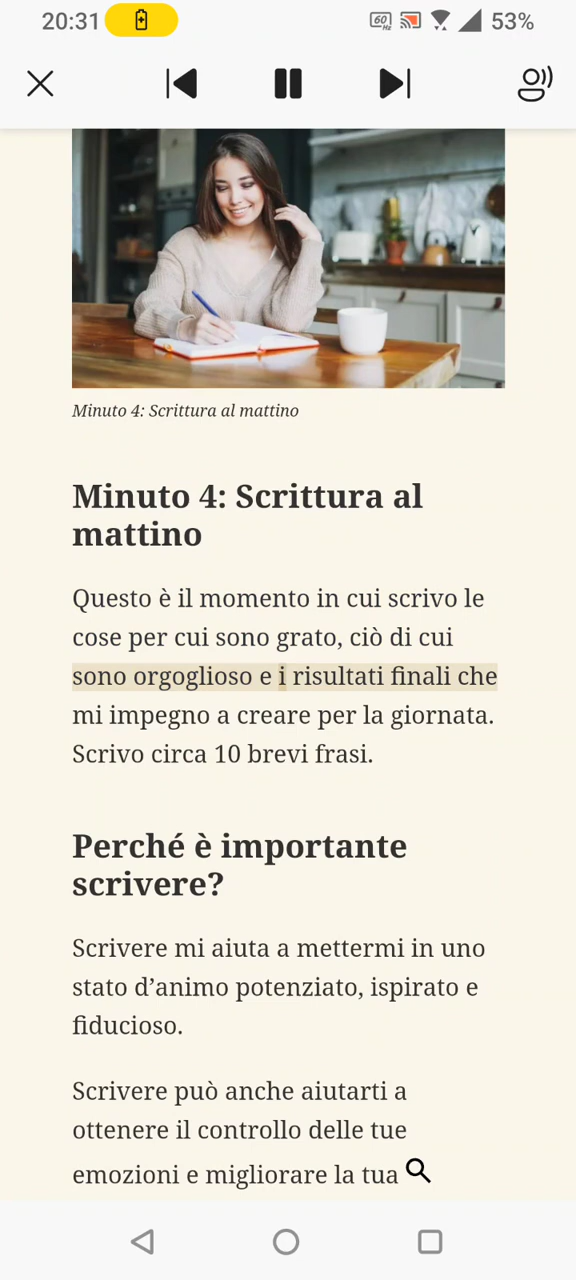 20:31
60
Hz
53%
Minuto 4: Scrittura al mattino
Minuto 4: Scrittura al
mattino
Questo è il momento in cui scrivo le
cose per cui sono grato, ciò di cui
sono orgoglioso e i risultati finali che
mi impegno a creare per la giornata.
Scrivo circa 10 brevi frasi.
Perché è importante
scrivere?
Scrivere mi aiuta a mettermi in uno
stato d’animo potenziato, ispirato e
fiducioso.
Scrivere può anche aiutarti a
ottenere il controllo delle tue
emozioni e migliorare la tua